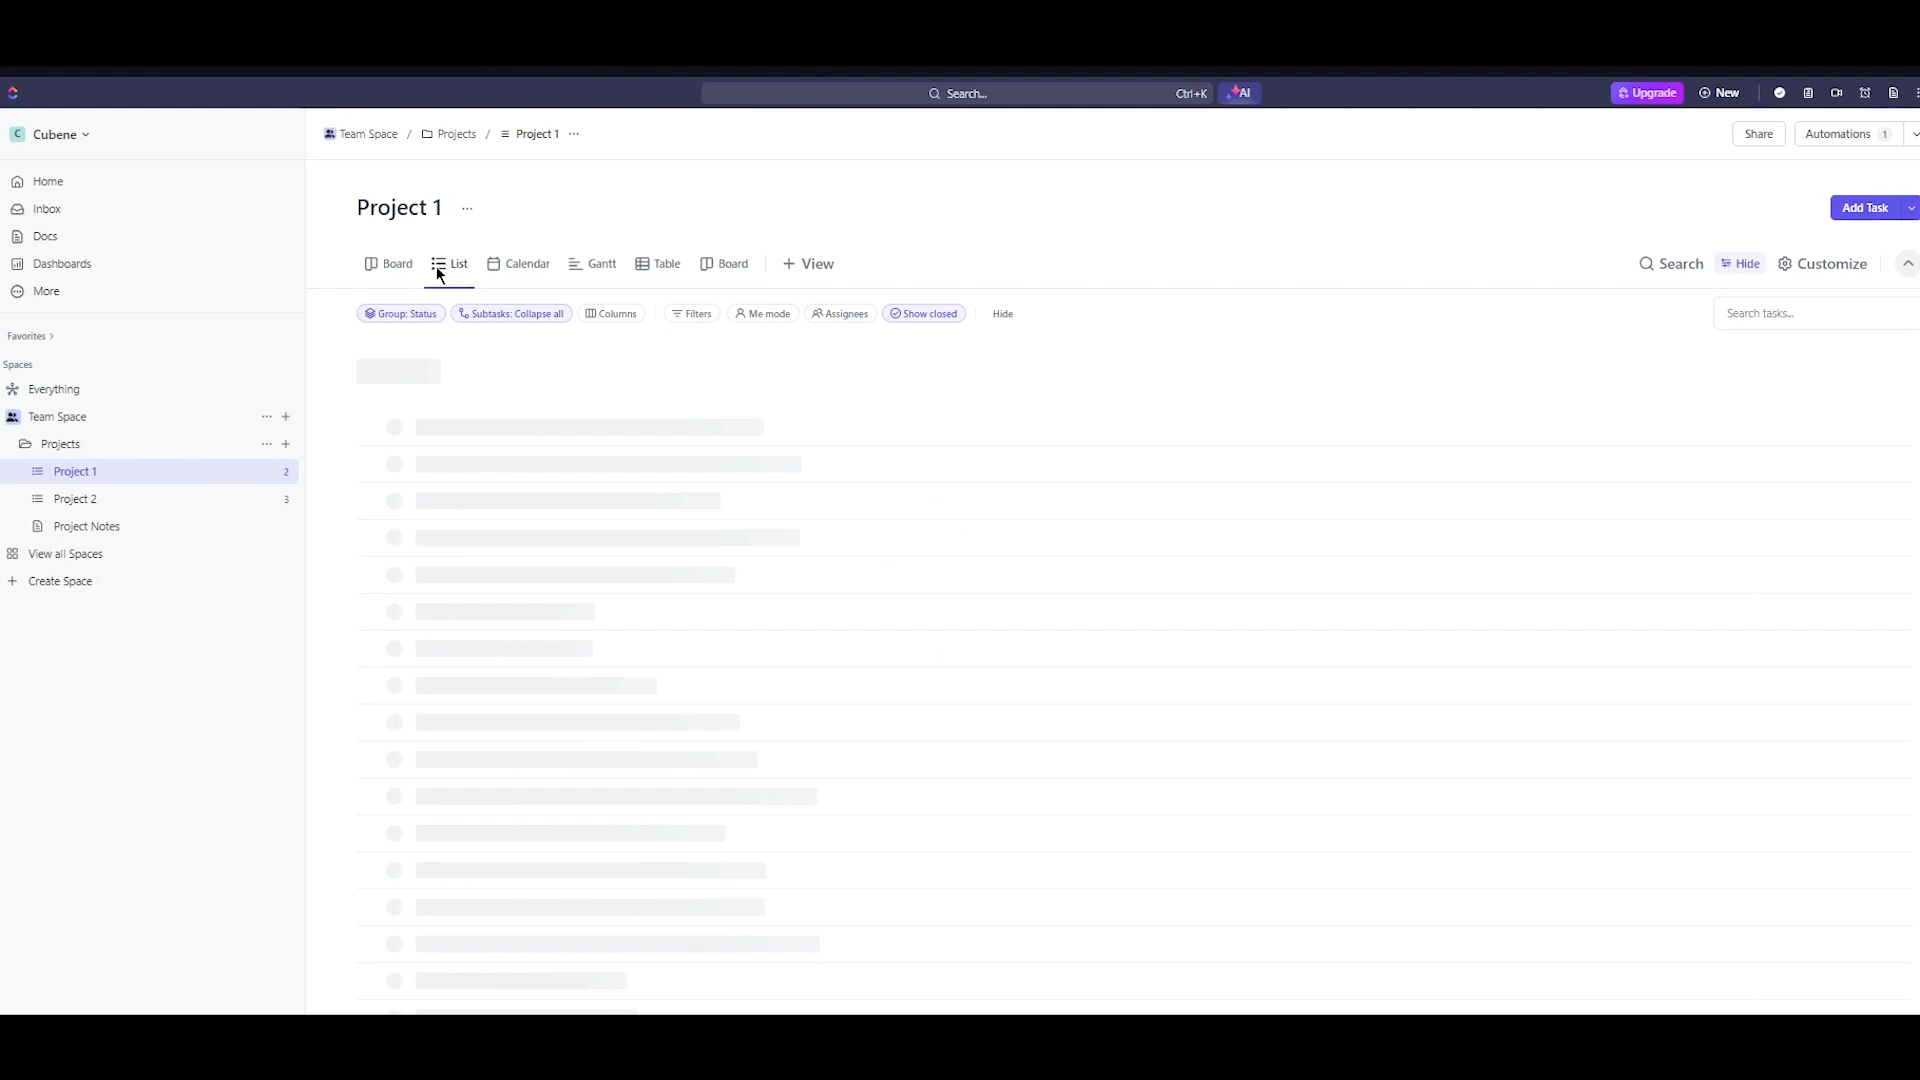 Search... Ctrl+K AI Upgrade New
C Cubene
Team Space / Projects / Project 1 ... Share Automations 1
Home
Inbox
Docs
Dashboards
More
Favorites
Spaces
Everything
Team Space
Projects
Project 1 2
Project 2 3
Project Notes
View all Spaces
Create Space
Project 1 ... Add Task
Board List Calendar Gantt Table Board + View Search Hide Customize
Group: Status Subtasks: Collapse all Columns Filters Me mode Assignees Show closed Hide Search tasks...